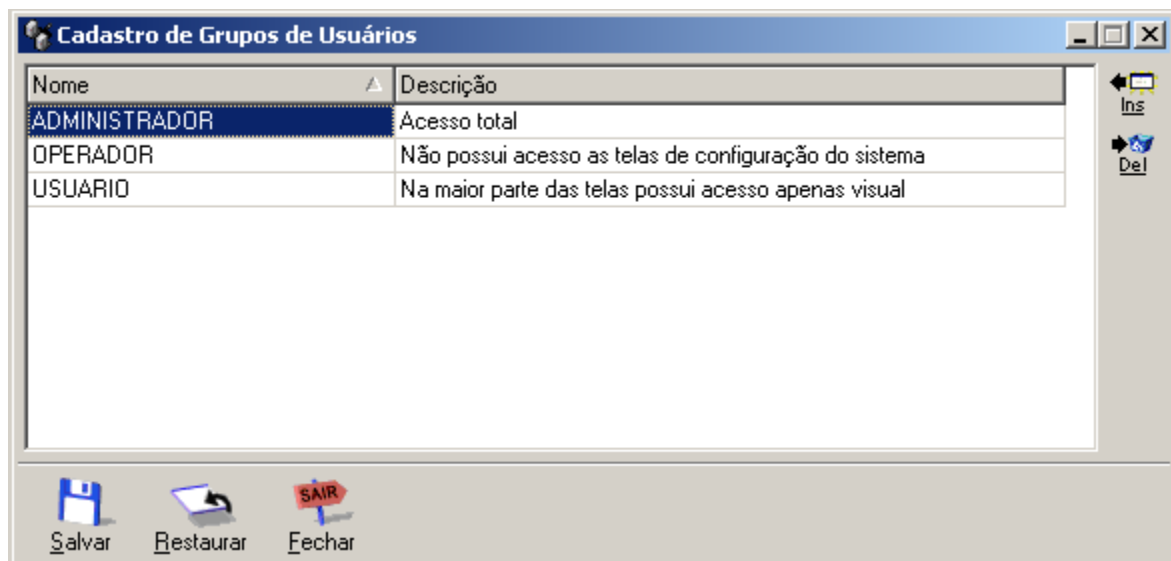 Cadastro de Grupos de Usuários
Nome Descrição
Ins
ADMINISTRADOR Acesso total
OPERADOR Não possui acesso as telas de configuração do sistema
Del
USUARIO Na maior parte das telas possui acesso apenas visual
SAIR
Salvar Restaurar Fechar